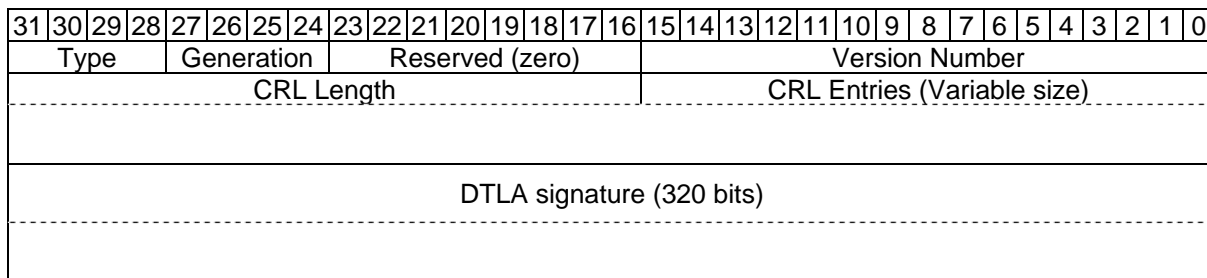 31 30 29 28 27 26 25 24 23 22 21 20 19 18 17 16 15 14 13 12 11 10 9 8 7 6 5 4 3 2 1 0
Type Generation Reserved (zero) Version Number
CRL Length CRL Entries (Variable size)
DTLA signature (320 bits)